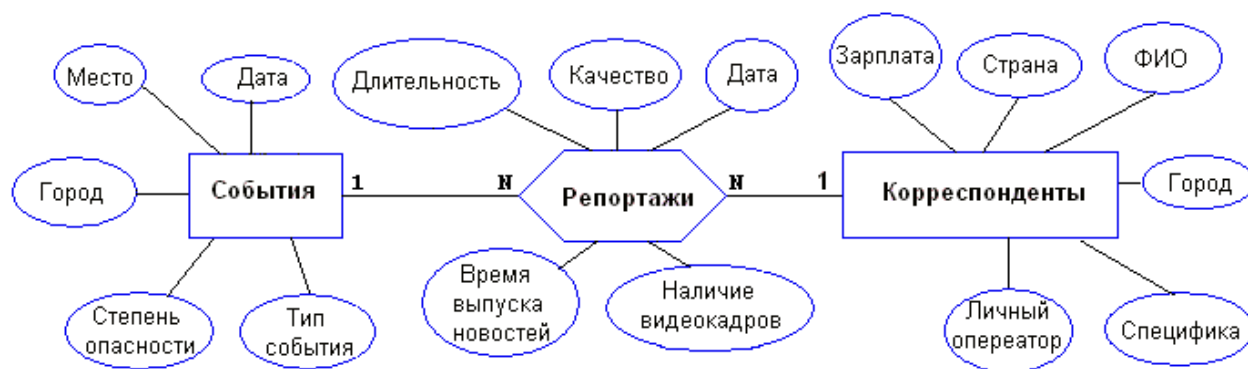 Место
Дата
Длительность
Качество
Дата
Зарплата
Страна
ФИО
Город
События
1
N
Репортажи
N
1
Корреспонденты
Город
Степень
опасности
Тип
события
Время
выпуска
новостей
Наличие
видеокадров
Личный
опереатор
Специфика